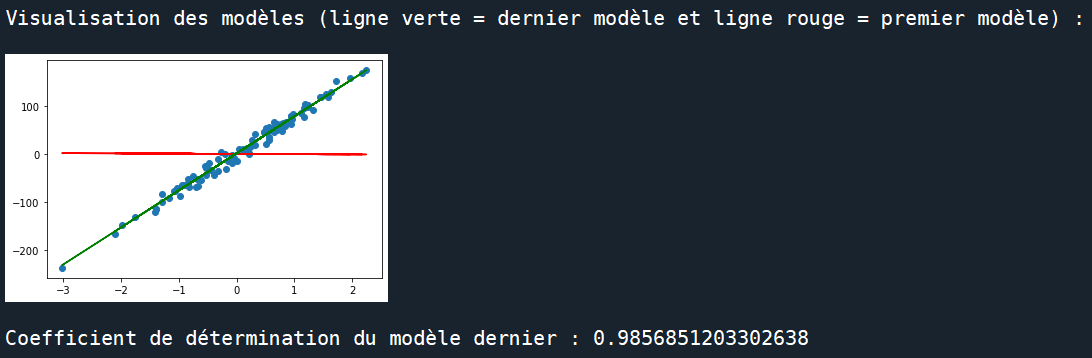 Visualisation des modèles (ligne verte = dernier modèle et ligne rouge = premier modèle) :
100
0
−100
−200
−3 −2 −1 0 1 2
Coefficient de détermination du modèle dernier : 0.9856851203302638